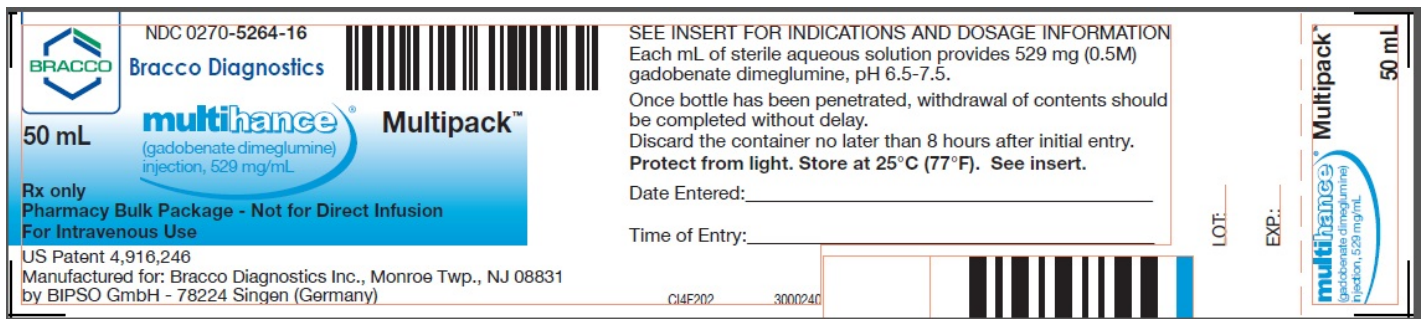 BRACCO
NDC 0270-5264-16
Bracco Diagnostics
50 mL
multihance® Multipack™
(gadobenate dimeglumine)
injection, 529 mg/mL
Rx only
Pharmacy Bulk Package - Not for Direct Infusion
For Intravenous Use
US Patent 4,916,246
Manufactured for: Bracco Diagnostics Inc., Monroe Twp., NJ 08831
by BIPSO GmbH - 78224 Singen (Germany)
SEE INSERT FOR INDICATIONS AND DOSAGE INFORMATION
Each mL of sterile aqueous solution provides 529 mg (0.5M)
gadobenate dimeglumine, pH 6.5-7.5.
Once bottle has been penetrated, withdrawal of contents should
be completed without delay.
Discard the container no later than 8 hours after initial entry.
Protect from light. Store at 25°C (77°F). See insert.
Date Entered:
Time of Entry:
CI4F202 3000240
LOT:
EXP.:
multihance® Multipack™
(gadobenate dimeglumine)
injection, 529 mg/mL
50 mL